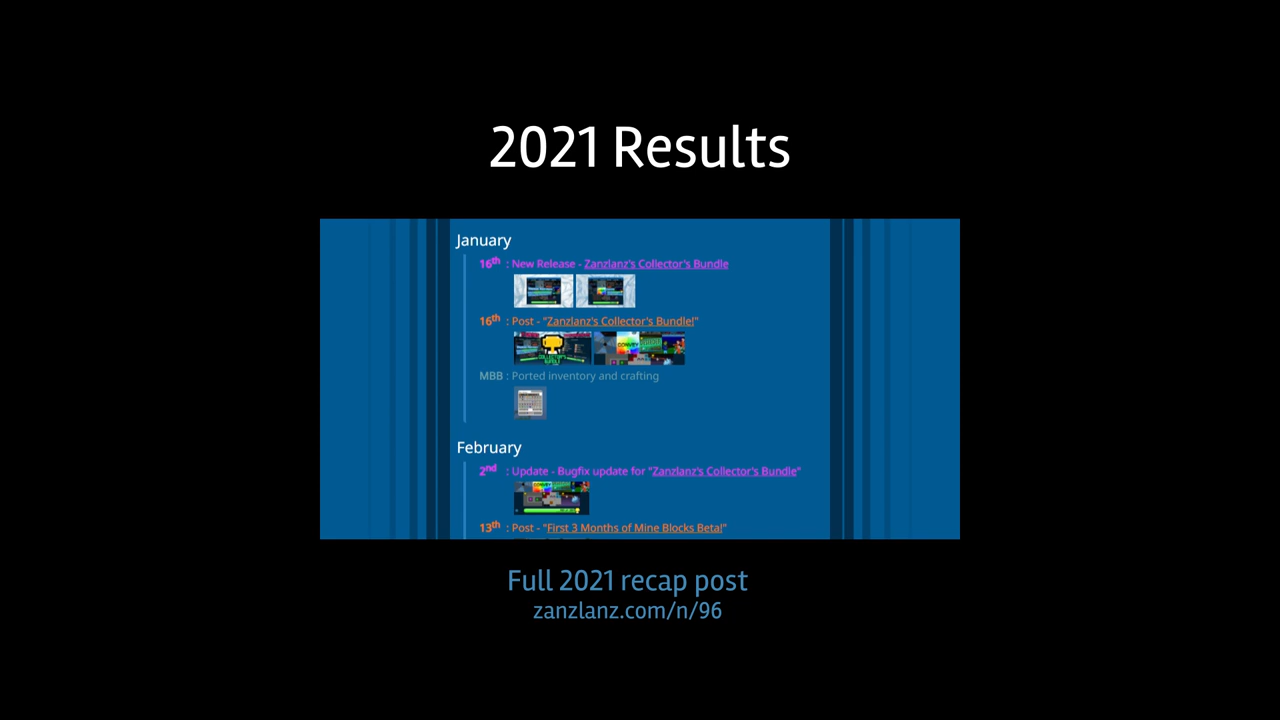 2021 Results
January
16th : New Release - Zanzlanz's Collector's Bundle
16th : Post - "Zanzlanz's Collector's Bundle!"
MBB : Ported inventory and crafting
February
2nd : Update - Bugfix update for "Zanzlanz's Collector's Bundle"
13th : Post - "First 3 Months of Mine Blocks Beta!"
Full 2021 recap post
zanzlanz.com/n/96